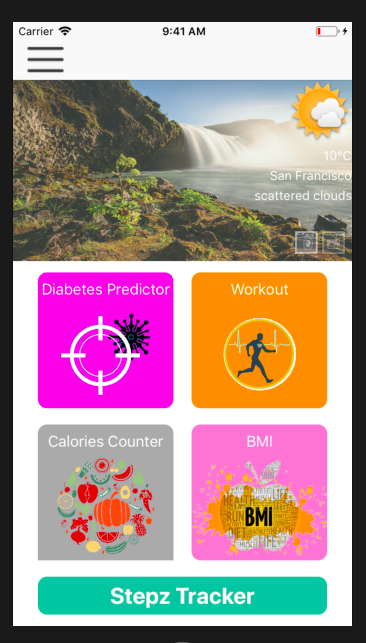 Carrier
9:41 AM
10°C
San Francisco
scattered clouds
Diabetes Predictor
Workout
Calories Counter
BMI
BMI
Stepz Tracker